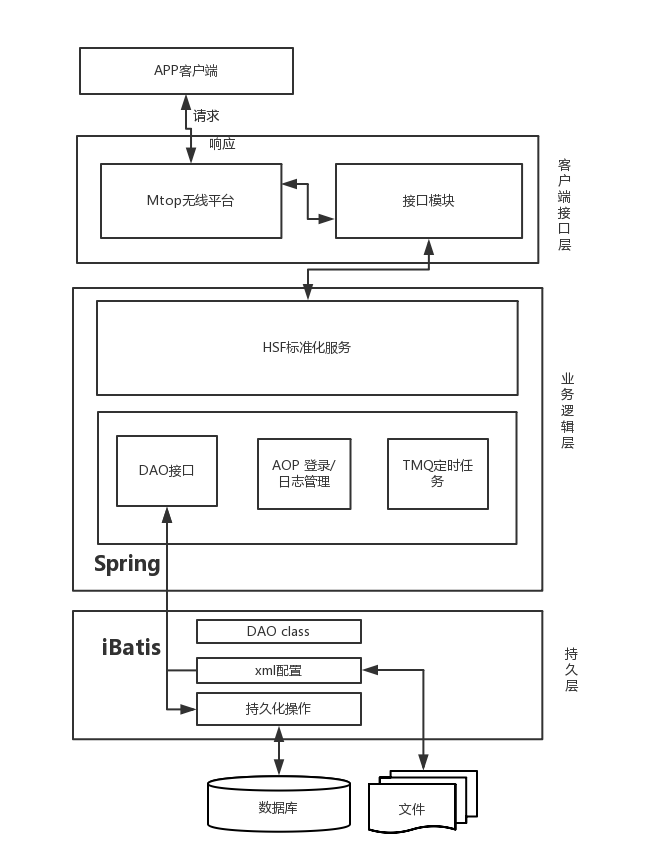 APP客户端
请求
响应
Mtop无线平台
接口模块
客户端接口层
HSF标准化服务
业务逻辑层
DAO接口
AOP 登录/
日志管理
TMQ定时任
务
Spring
iBatis
DAO class
xml配置
持久化操作
持久层
数据库
文件